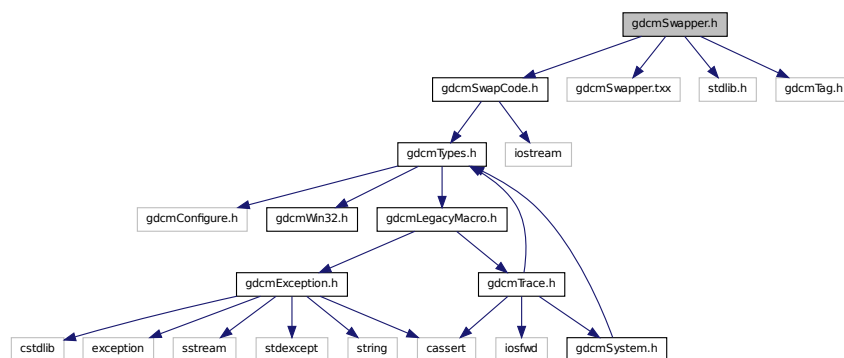 gdcmSwapper.h
gdcmSwapCode.h
gdcmSwapper.txx
stdlib.h
gdcmTag.h
gdcmTypes.h
iostream
gdcmConfigure.h
gdcmWin32.h
gdcmLegacyMacro.h
gdcmException.h
gdcmTrace.h
cstdlib
exception
sstream
stdexcept
string
cassert
iosfwd
gdcmSystem.h